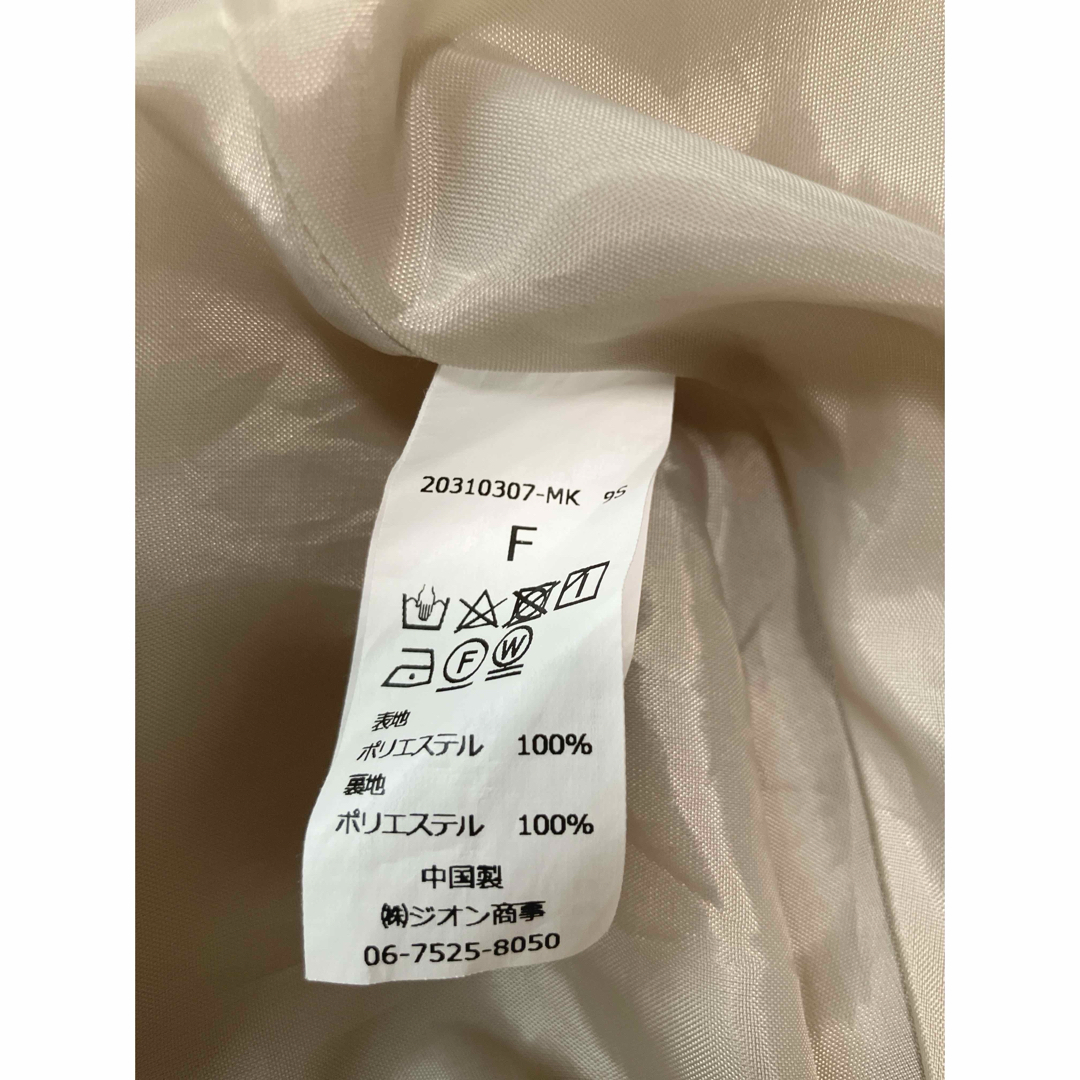 20310307-MK 95
F
F W
表地
ポリエステル 100%
裏地
ポリエステル 100%
中国製
㈱ジオン商事
06-7525-8050